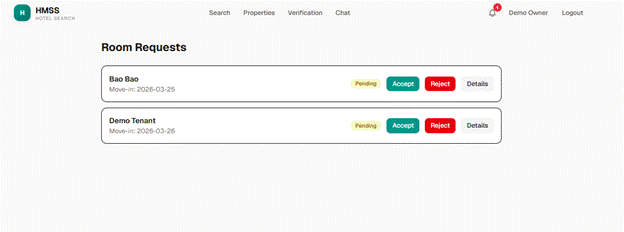 H
HMSS
HOTEL SEARCH
Search Properties Verification Chat
1
Demo Owner Logout
Room Requests
Bao Bao
Move-in: 2026-03-25
Pending Accept Reject Details
Demo Tenant
Move-in: 2026-03-26
Pending Accept Reject Details